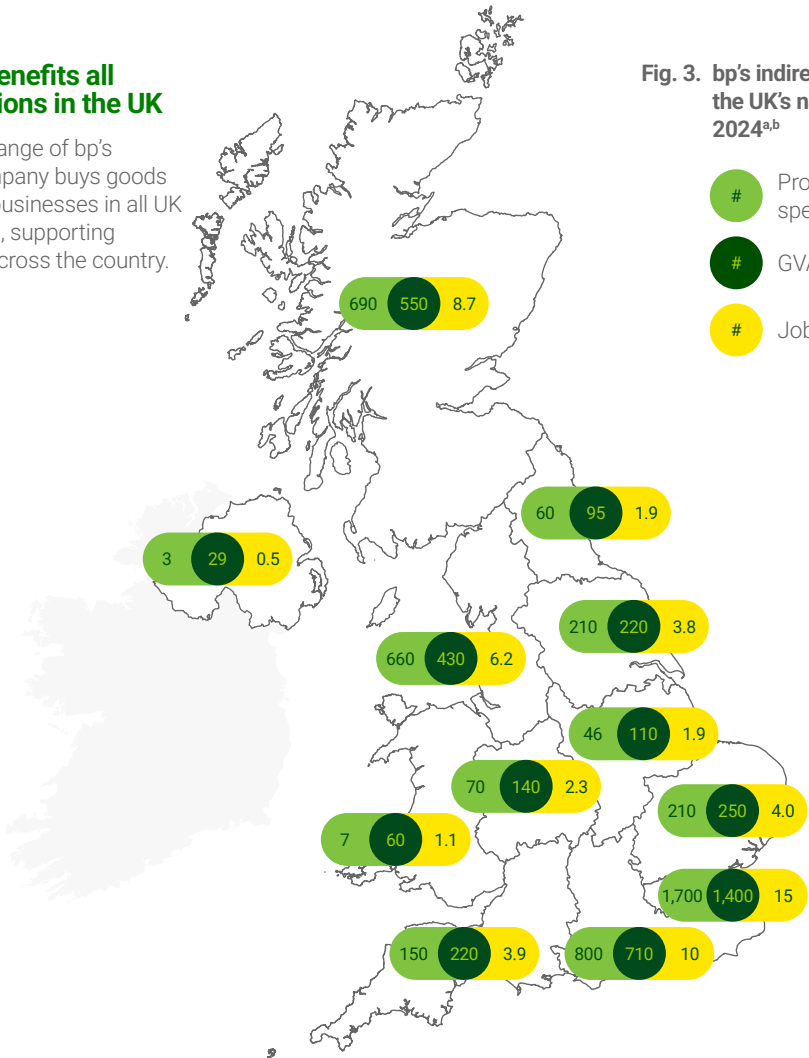 enefits all
ions in the UK
ange of bp's
mpany buys goods
businesses in all UK
, supporting
cross the country.
Fig. 3. bp's indire
the UK's n
2024a,b
# Pro
spe
# GVA
# Job
690 550 8.7
60 95 1.9
3 29 0.5
210 220 3.8
660 430 6.2
46 110 1.9
70 140 2.3
210 250 4.0
7 60 1.1
1,700 1,400 15
150 220 3.9
800 710 10